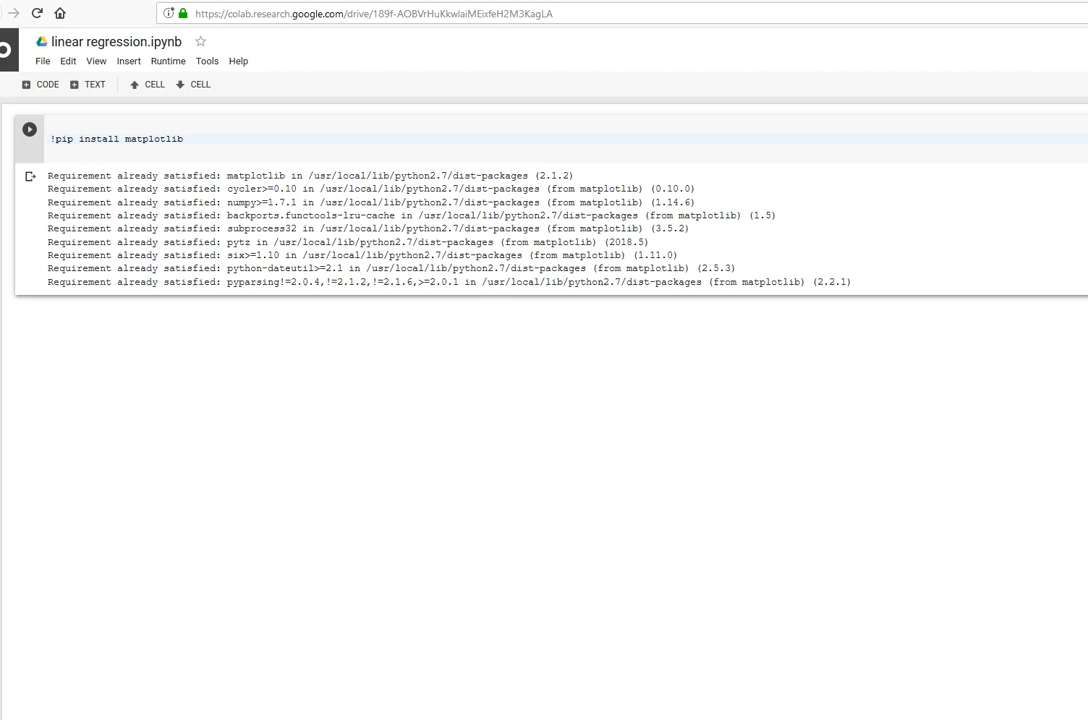 https://colab.research.google.com/drive/189f-AOBVrHuKkwlaiMEixfeH2M3KagLA
linear regression.ipynb
File Edit View Insert Runtime Tools Help
CODE TEXT CELL CELL
!pip install matplotlib
Requirement already satisfied: matplotlib in /usr/local/lib/python2.7/dist-packages (2.1.2)
Requirement already satisfied: cycler>=0.10 in /usr/local/lib/python2.7/dist-packages (from matplotlib) (0.10.0)
Requirement already satisfied: numpy>=1.7.1 in /usr/local/lib/python2.7/dist-packages (from matplotlib) (1.14.6)
Requirement already satisfied: backports.functools-lru-cache in /usr/local/lib/python2.7/dist-packages (from matplotlib) (1.5)
Requirement already satisfied: subprocess32 in /usr/local/lib/python2.7/dist-packages (from matplotlib) (3.5.2)
Requirement already satisfied: pytz in /usr/local/lib/python2.7/dist-packages (from matplotlib) (2018.5)
Requirement already satisfied: six>=1.10 in /usr/local/lib/python2.7/dist-packages (from matplotlib) (1.11.0)
Requirement already satisfied: python-dateutil>=2.1 in /usr/local/lib/python2.7/dist-packages (from matplotlib) (2.5.3)
Requirement already satisfied: pyparsing!=2.0.4,!=2.1.2,!=2.1.6,>=2.0.1 in /usr/local/lib/python2.7/dist-packages (from matplotlib) (2.2.1)